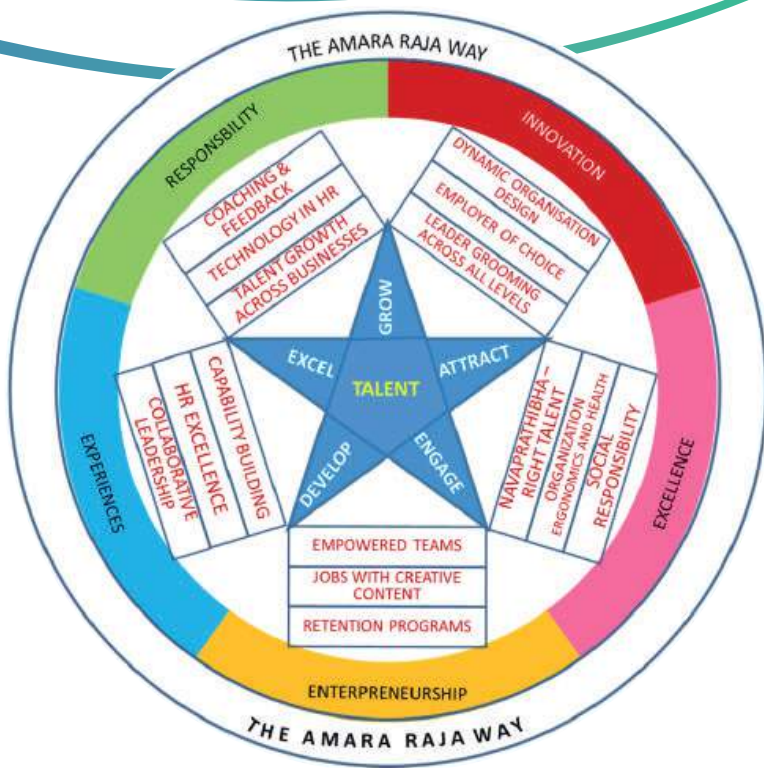 THE AMARA RAJA WAY
RESPONSBILITY
INNOVATION
COACHING &
FEEDBACK
TECHNOLOGY IN HR
TALENT GROWTH
ACROSS BUSINESSES
DYNAMIC ORGANISATION
DESIGN
EMPLOYER OF CHOICE
LEADER GROOMING
ACROSS ALL LEVELS
GROW
EXCEL
ATTRACT
TALENT
DEVELOP
ENGAGE
EXPERIENCES
COLLABORATIVE
LEADERSHIP
HR EXCELLENCE
CAPABILITY BUILDING
NAVAPRATHIBHA–
RIGHT TALENT
ORGANIZATION
ERGONOMICS AND HEALTH
SOCIAL
RESPONSIBILITY
EXCELLENCE
EMPOWERED TEAMS
JOBS WITH CREATIVE
CONTENT
RETENTION PROGRAMS
ENTERPRENEURSHIP
THE AMARA RAJA WAY